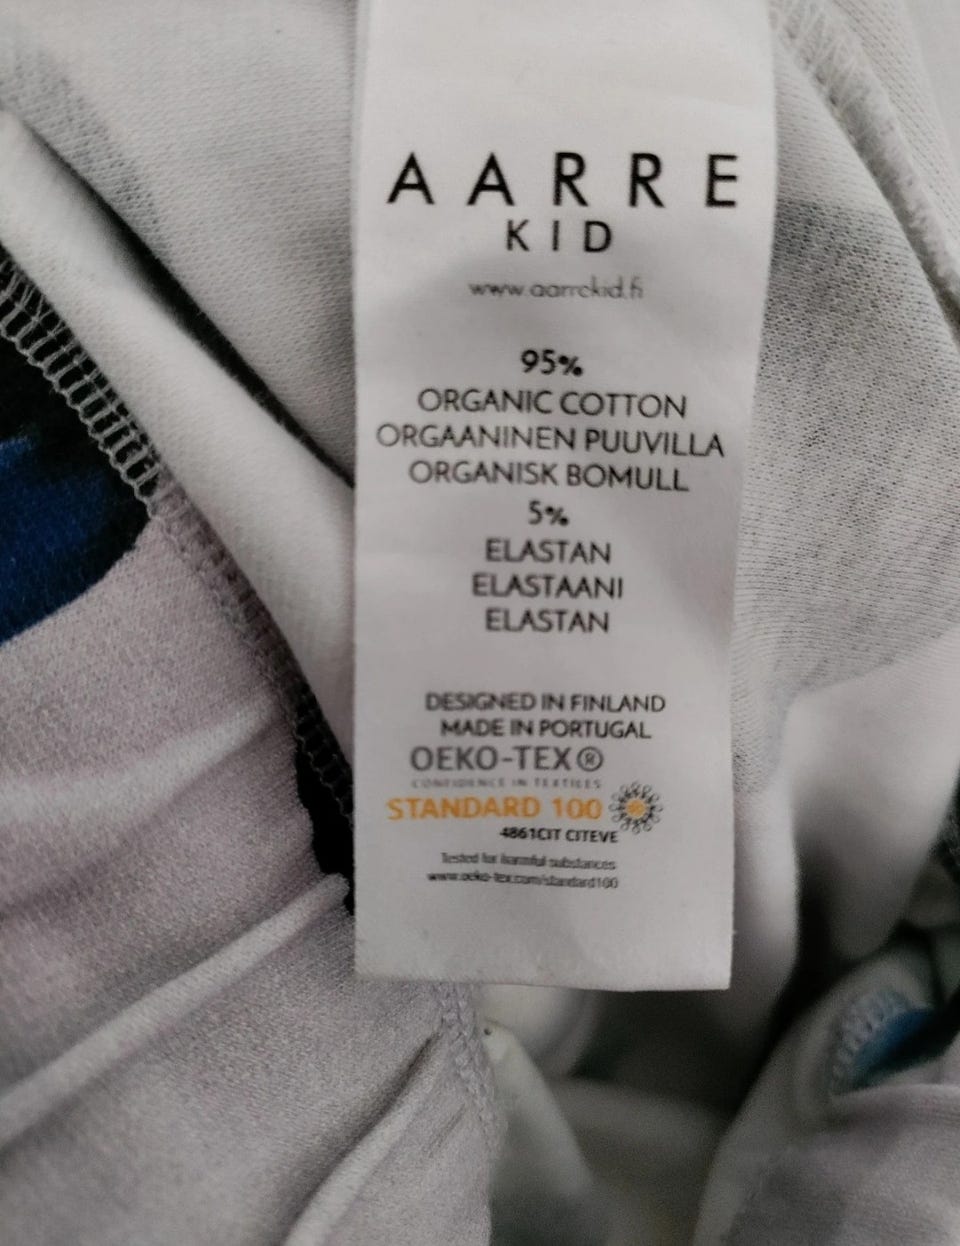 AARRE
KID
www.aarrekid.fi
95%
ORGANIC COTTON
ORGAANINEN PUUVILLA
ORGANISK BOMULL
5%
ELASTAN
ELASTAANI
ELASTAN
DESIGNED IN FINLAND
MADE IN PORTUGAL
OEKO-TEX®
CONFIDENCE IN TEXTILES
STANDARD 100
4861CIT CITEVE
Tested for harmful substances
www.oeko-tex.com/standard100